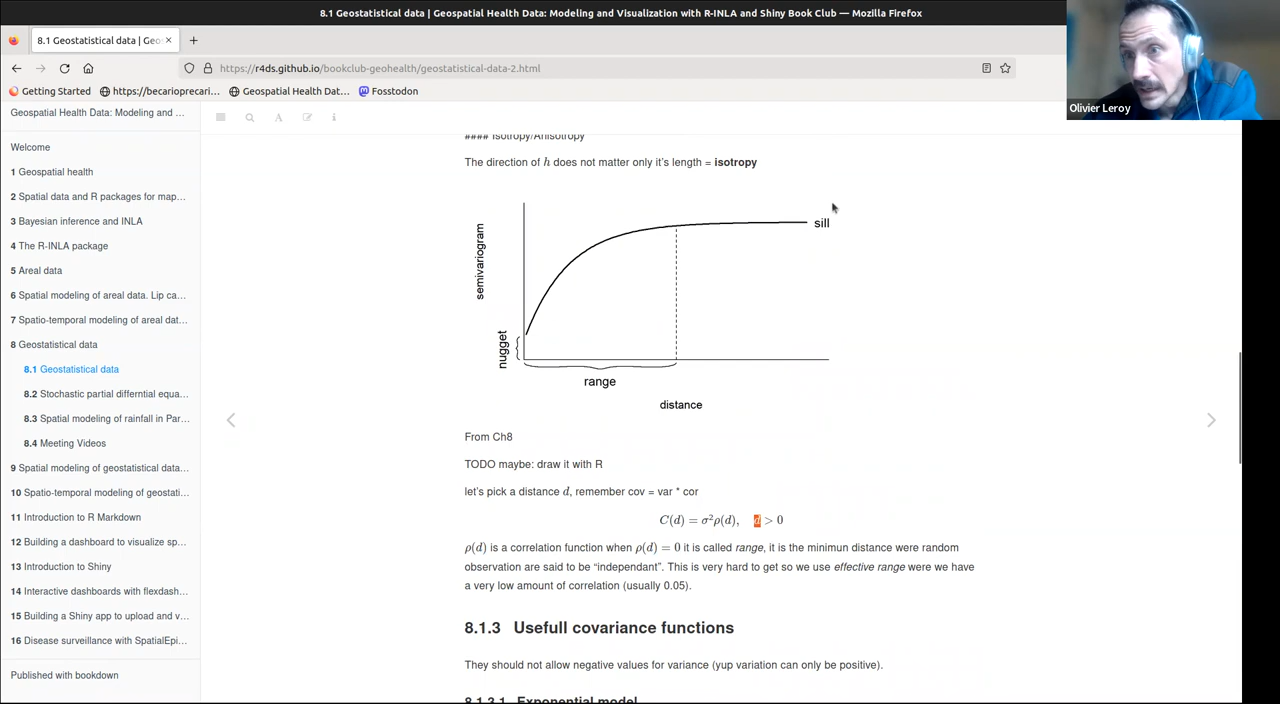 8.1 Geostatistical data | Geospatial Health Data: Modeling and Visualization with R-INLA and Shiny Book Club — Mozilla Firefox
8.1 Geostatistical data | Geo
https://r4ds.github.io/bookclub-geohealth/geostatistical-data-2.html
Getting Started
https://becarioprecari…
Geospatial Health Dat…
Fosstodon
Olivier Leroy
Geospatial Health Data: Modeling and …
Welcome
1 Geospatial health
2 Spatial data and R packages for map…
3 Bayesian inference and INLA
4 The R-INLA package
5 Areal data
6 Spatial modeling of areal data. Lip ca…
7 Spatio-temporal modeling of areal dat…
8 Geostatistical data
8.1 Geostatistical data
8.2 Stochastic partial differntial equa…
8.3 Spatial modeling of rainfall in Par…
8.4 Meeting Videos
9 Spatial modeling of geostatistical data…
10 Spatio-temporal modeling of geostati…
11 Introduction to R Markdown
12 Building a dashboard to visualize sp…
13 Introduction to Shiny
14 Interactive dashboards with flexdash…
15 Building a Shiny app to upload and v…
16 Disease surveillance with SpatialEpi…
Published with bookdown
#### Isotropy/Anisotropy
The direction of h does not matter only it's length = isotropy
semivariogram
sill
nugget
range
distance
From Ch8
TODO maybe: draw it with R
let's pick a distance d, remember cov = var * cor
C(d) = σ²ρ(d), d > 0
ρ(d) is a correlation function when ρ(d) = 0 it is called range, it is the minimun distance were random
observation are said to be “independant”. This is very hard to get so we use effective range were we have
a very low amount of correlation (usually 0.05).
8.1.3 Usefull covariance functions
They should not allow negative values for variance (yup variation can only be positive).
8.1.3.1 Exponential model